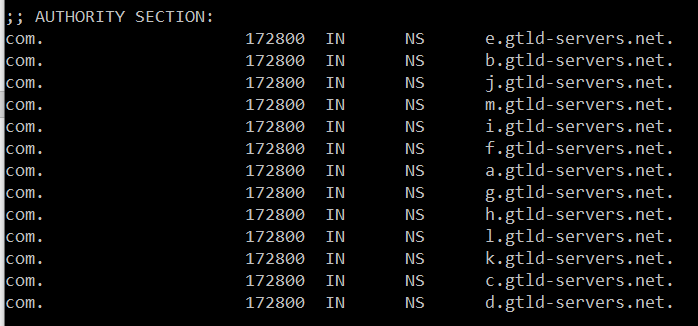 ;; AUTHORITY SECTION:
com. 172800 IN NS e.gtld-servers.net.
com. 172800 IN NS b.gtld-servers.net.
com. 172800 IN NS j.gtld-servers.net.
com. 172800 IN NS m.gtld-servers.net.
com. 172800 IN NS i.gtld-servers.net.
com. 172800 IN NS f.gtld-servers.net.
com. 172800 IN NS a.gtld-servers.net.
com. 172800 IN NS g.gtld-servers.net.
com. 172800 IN NS h.gtld-servers.net.
com. 172800 IN NS l.gtld-servers.net.
com. 172800 IN NS k.gtld-servers.net.
com. 172800 IN NS c.gtld-servers.net.
com. 172800 IN NS d.gtld-servers.net.